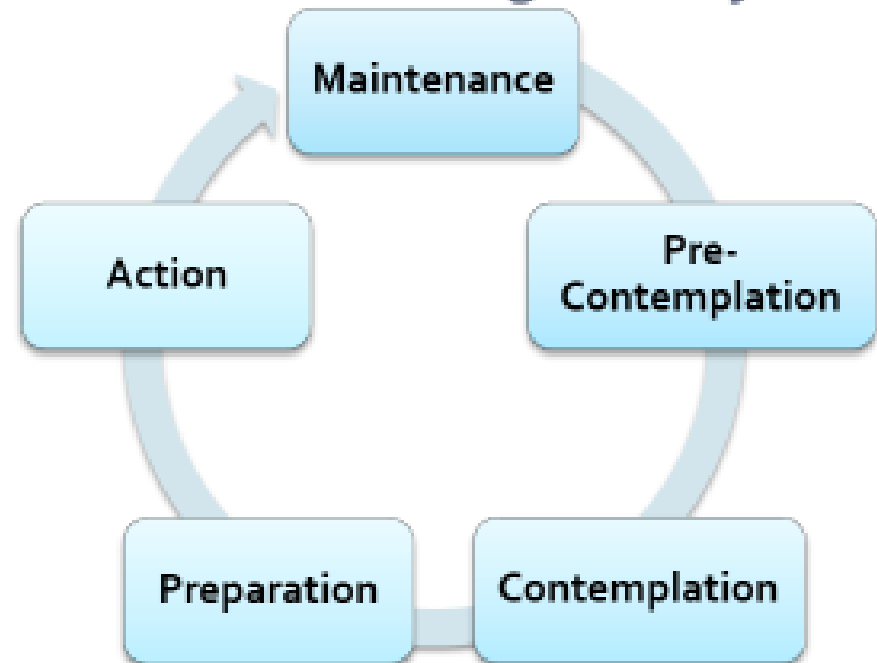 Maintenance
Pre-
Contemplation
Contemplation
Preparation
Action